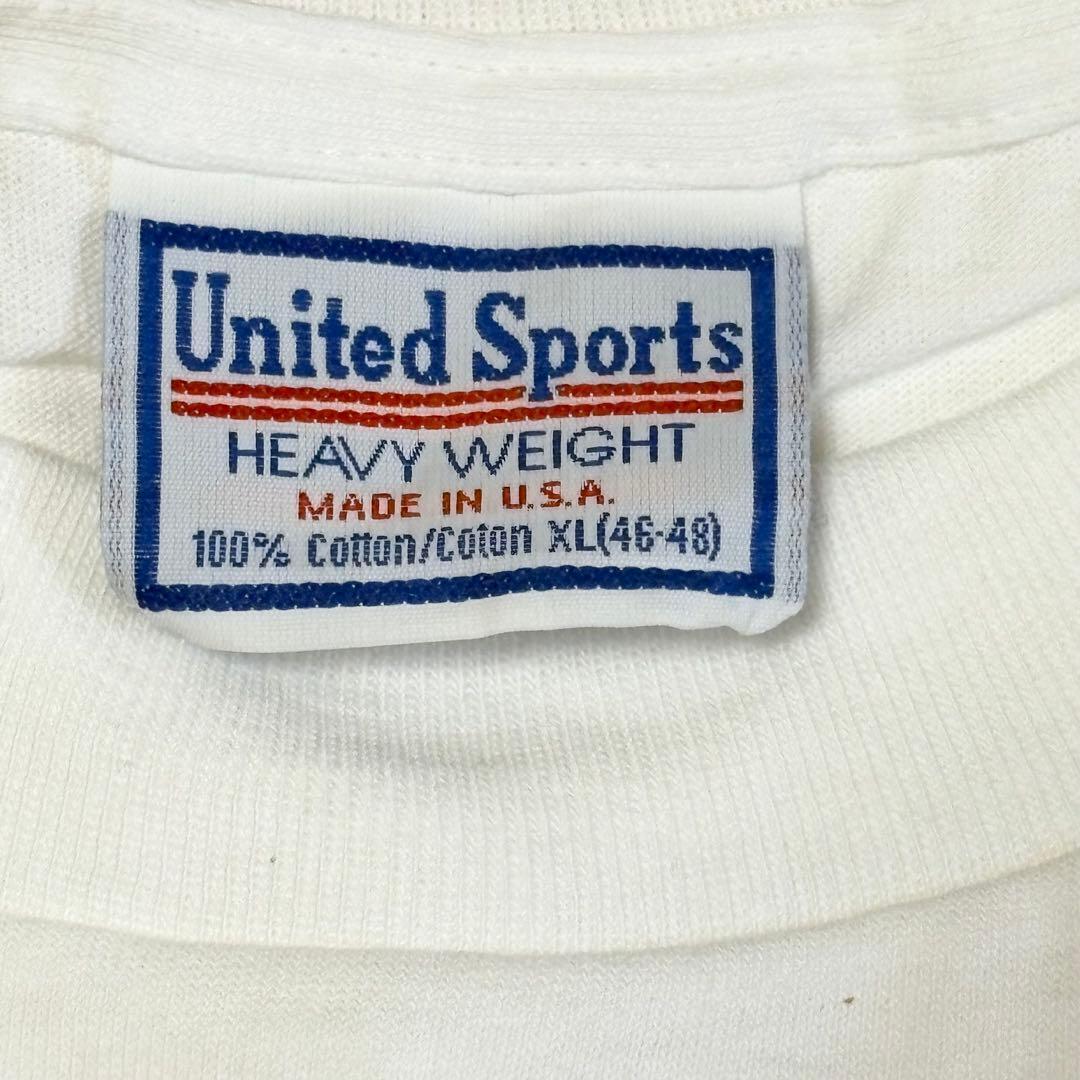 United Sports
HEAVY WEIGHT
MADE IN U.S.A.
100% Cotton/Coton XL(46-48)